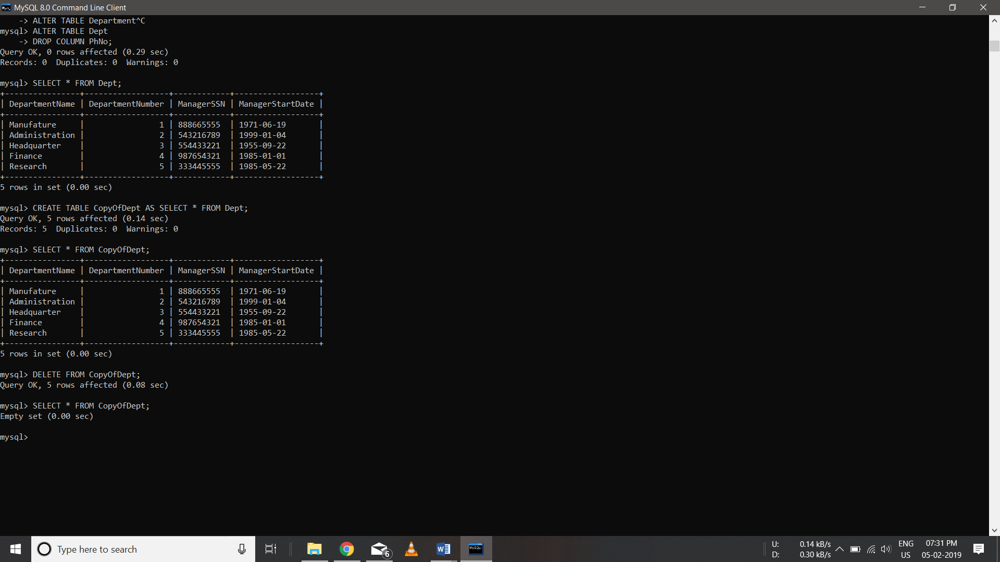 MySQL 8.0 Command Line Client
    -> ALTER TABLE Department^C
mysql> ALTER TABLE Dept
    -> DROP COLUMN PhNo;
Query OK, 0 rows affected (0.29 sec)
Records: 0  Duplicates: 0  Warnings: 0

mysql> SELECT * FROM Dept;
+----------------+------------------+------------+------------------+
| DepartmentName | DepartmentNumber | ManagerSSN | ManagerStartDate |
+----------------+------------------+------------+------------------+
| Manufature     |                1 | 888665555  | 1971-06-19       |
| Administration |                2 | 543216789  | 1999-01-04       |
| Headquarter    |                3 | 554433221  | 1955-09-22       |
| Finance        |                4 | 987654321  | 1985-01-01       |
| Research       |                5 | 333445555  | 1985-05-22       |
+----------------+------------------+------------+------------------+
5 rows in set (0.00 sec)

mysql> CREATE TABLE CopyOfDept AS SELECT * FROM Dept;
Query OK, 5 rows affected (0.14 sec)
Records: 5  Duplicates: 0  Warnings: 0

mysql> SELECT * FROM CopyOfDept;
+----------------+------------------+------------+------------------+
| DepartmentName | DepartmentNumber | ManagerSSN | ManagerStartDate |
+----------------+------------------+------------+------------------+
| Manufature     |                1 | 888665555  | 1971-06-19       |
| Administration |                2 | 543216789  | 1999-01-04       |
| Headquarter    |                3 | 554433221  | 1955-09-22       |
| Finance        |                4 | 987654321  | 1985-01-01       |
| Research       |                5 | 333445555  | 1985-05-22       |
+----------------+------------------+------------+------------------+
5 rows in set (0.00 sec)

mysql> DELETE FROM CopyOfDept;
Query OK, 5 rows affected (0.08 sec)

mysql> SELECT * FROM CopyOfDept;
Empty set (0.00 sec)

mysql>
Type here to search
6
MySQL
U: 0.14 kB/s
D: 0.30 kB/s
ENG
US
07:31 PM
05-02-2019